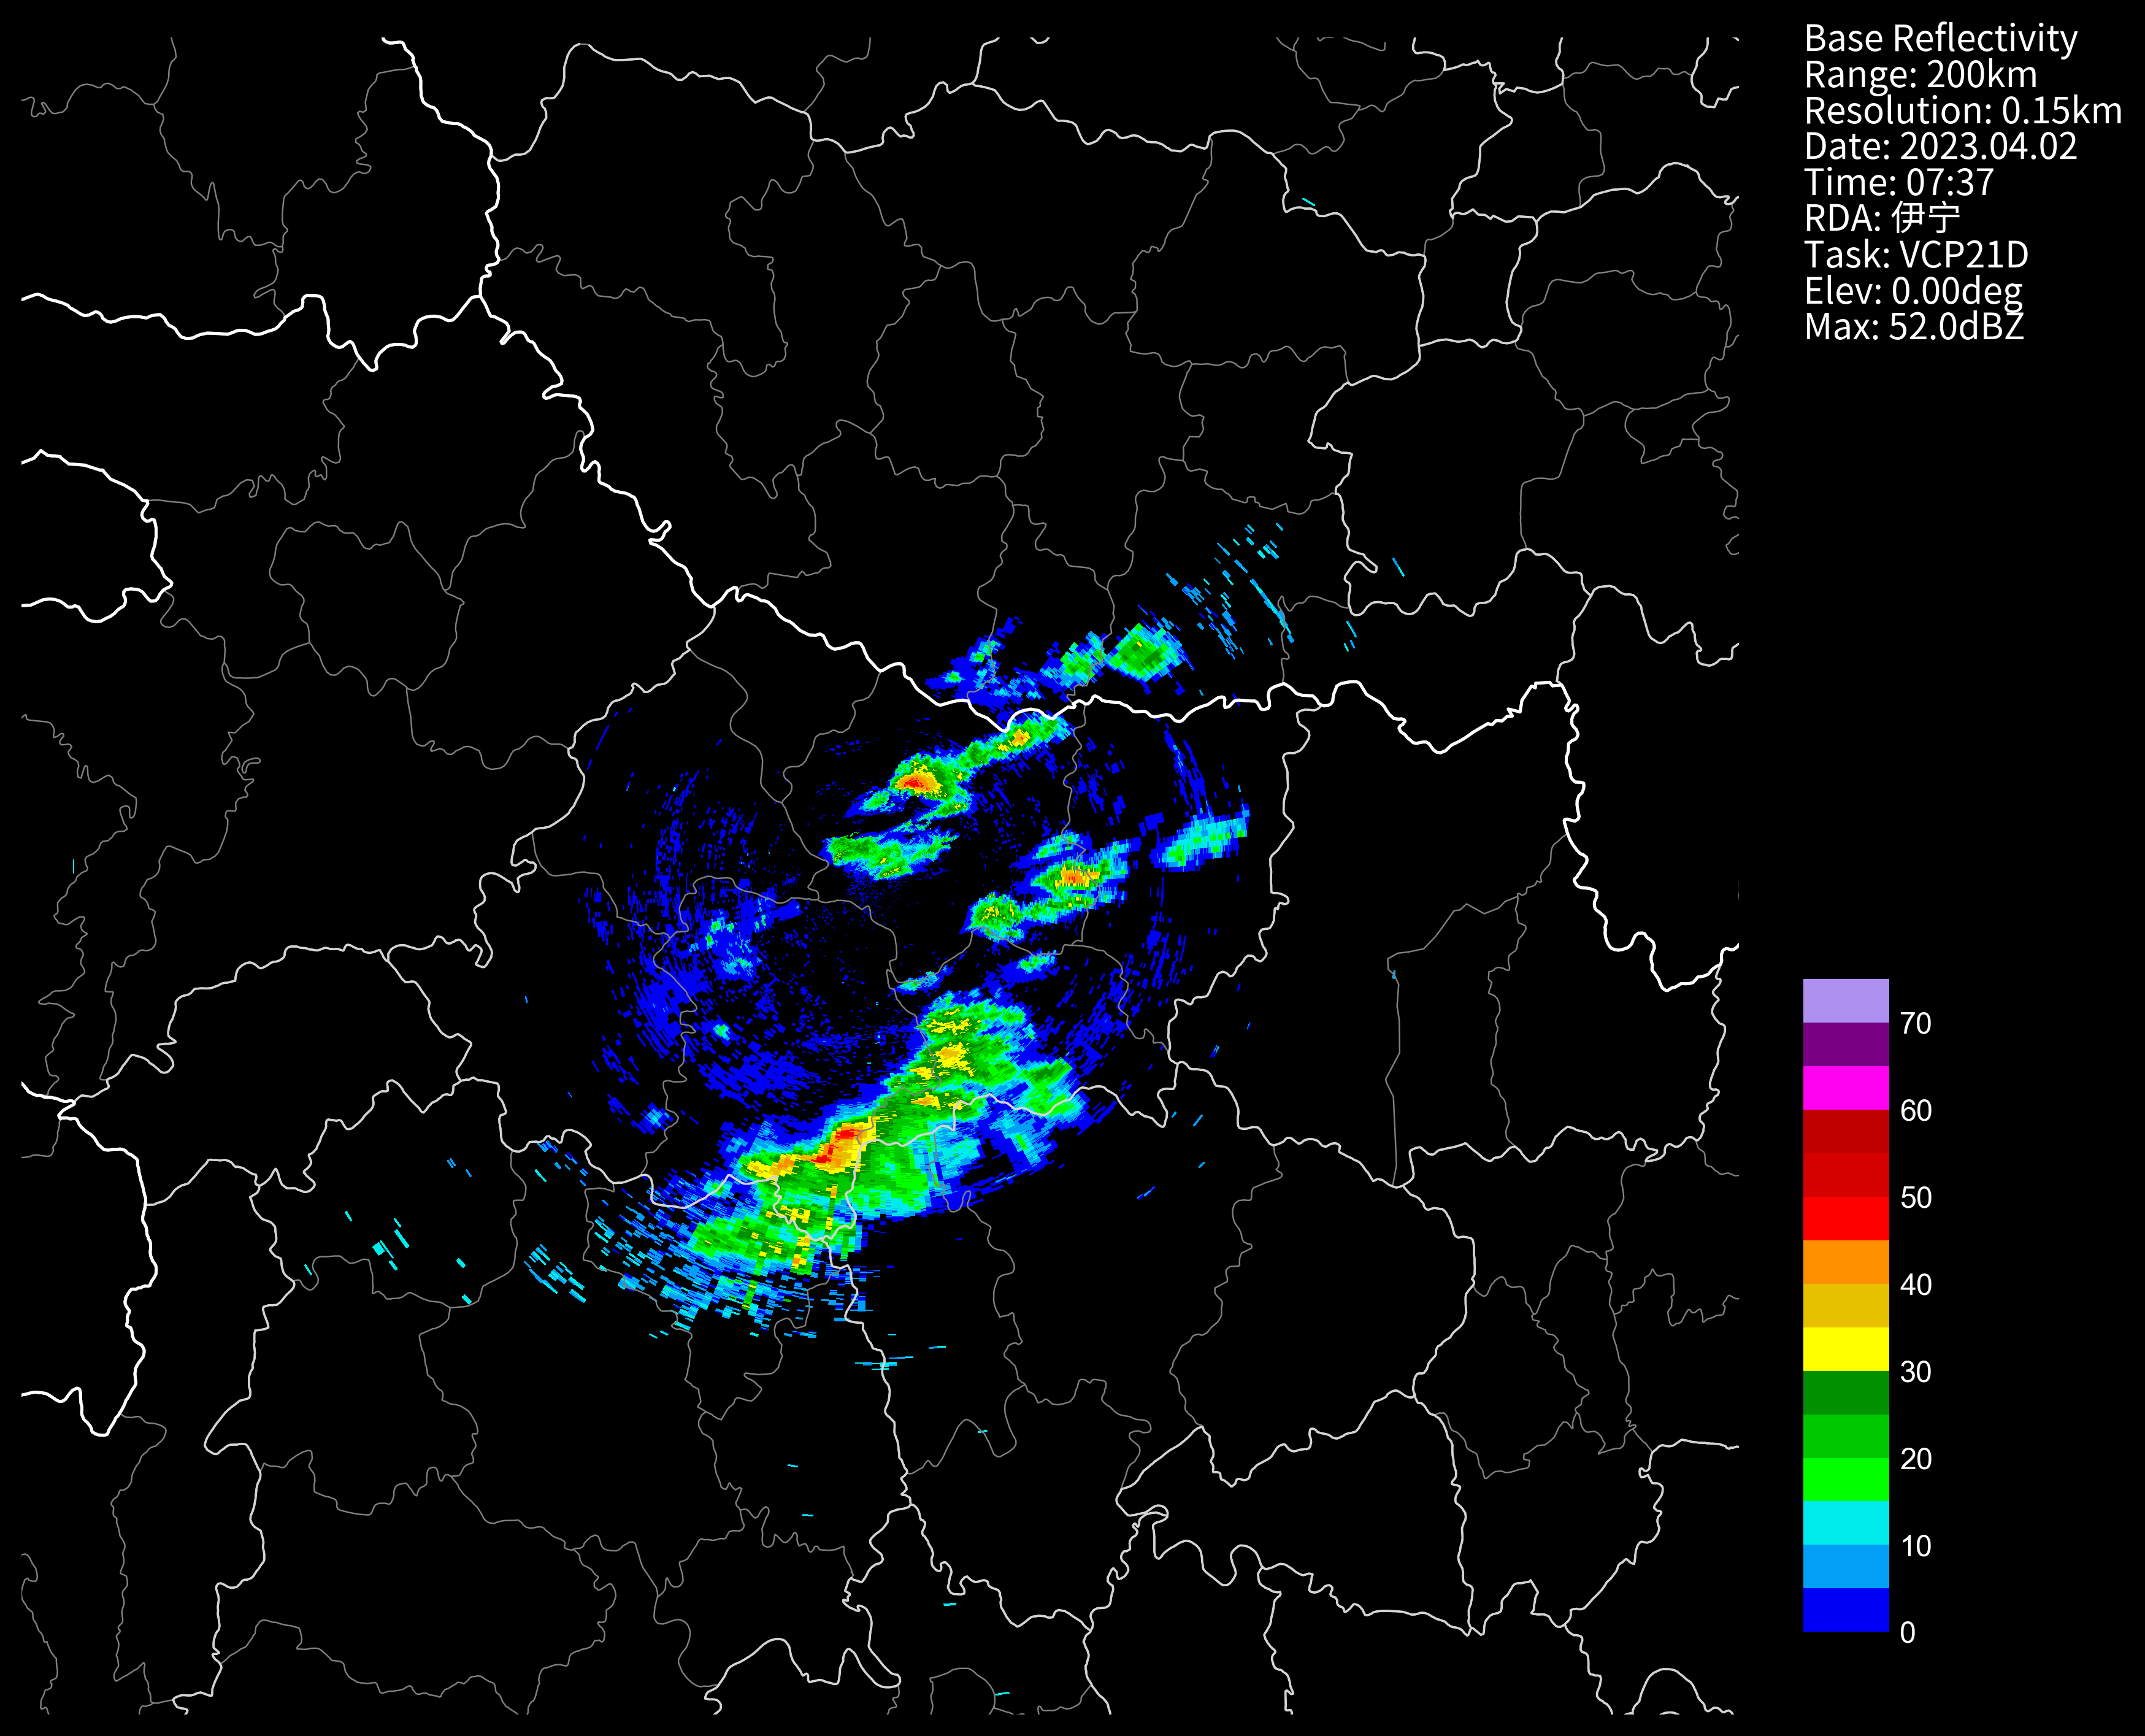 Base Reflectivity
Range: 200km
Resolution: 0.15km
Date: 2023.04.02
Time: 07:37
RDA: 伊宁
Task: VCP21D
Elev: 0.00deg
Max: 52.0dBZ
70
60
50
40
30
20
10
0